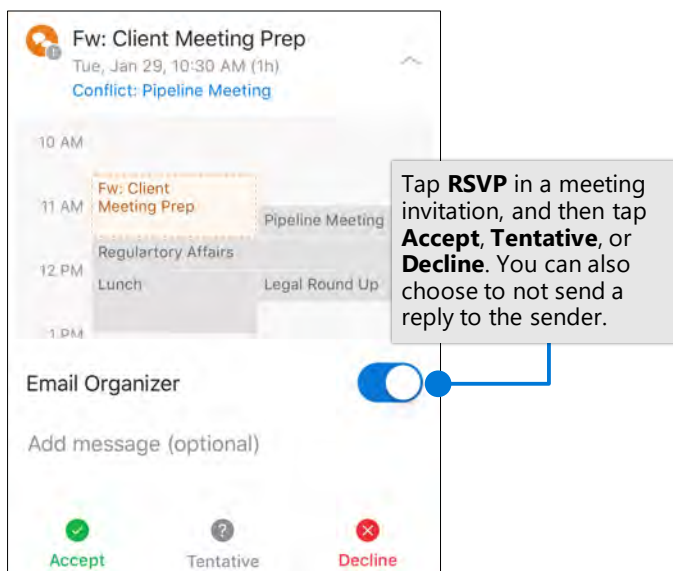 Fw: Client Meeting Prep
Tue, Jan 29, 10:30 AM (1h)
Conflict: Pipeline Meeting
10 AM
Fw: Client
Meeting Prep
11 AM
Pipeline Meeting
Regulartory Affairs
12 PM
Lunch
Legal Round Up
1 PM
Tap RSVP in a meeting
invitation, and then tap
Accept, Tentative, or
Decline. You can also
choose to not send a
reply to the sender.
Email Organizer
Add message (optional)
Accept
Tentative
Decline